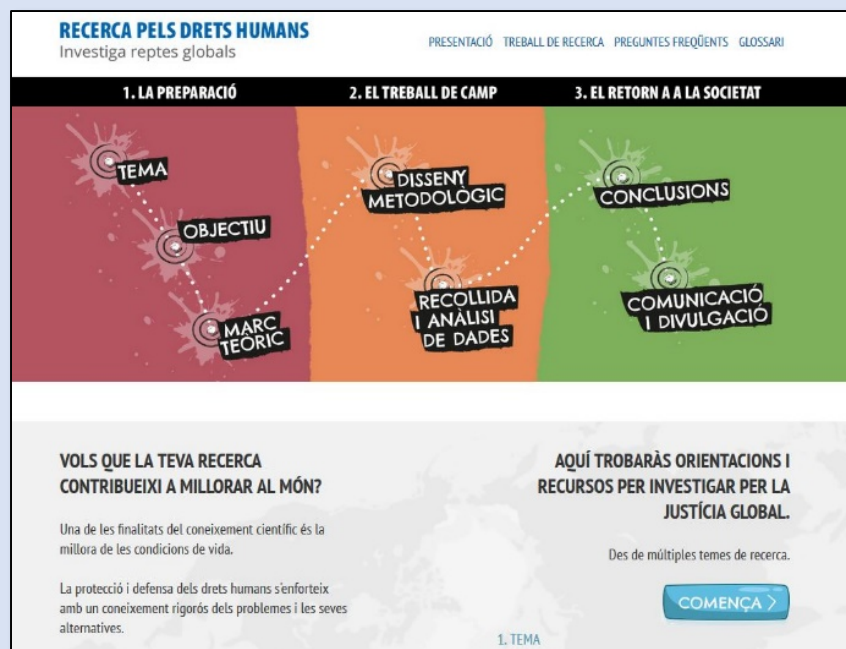 RECERCA PELS DRETS HUMANS
Investiga reptes globals
PRESENTACIÓ TREBALL DE RECERCA PREGUNTES FREQÜENTS GLOSSARI
1. LA PREPARACIÓ
2. EL TREBALL DE CAMP
3. EL RETORN A A LA SOCIETAT
TEMA
OBJECTIU
MARC
TEÒRIC
DISSENY
METODOLÒGIC
RECOLLIDA
I ANÀLISI
DE DADES
CONCLUSIONS
COMUNICACIÓ
I DIVULGACIÓ
VOLS QUE LA TEVA RECERCA
CONTRIBUEIXI A MILLORAR AL MÓN?
Una de les finalitats del coneixement científic és la
millora de les condicions de vida.
La protecció i defensa dels drets humans s'enforteix
amb un coneixement rigorós dels problemes i les seves
alternatives.
AQUÍ TROBARÀS ORIENTACIONS I
RECURSOS PER INVESTIGAR PER LA
JUSTÍCIA GLOBAL.
Des de múltiples temes de recerca.
COMENÇA >
1. TEMA